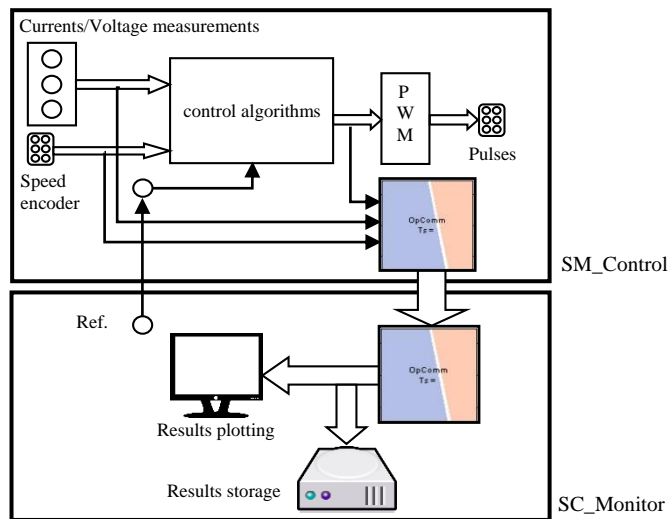 Currents/Voltage measurements
control algorithms
P
W
M
Speed
encoder
Pulses
OpComm
Ts=
SM_Control
Ref.
OpComm
Ts=
Results plotting
Results storage
SC_Monitor